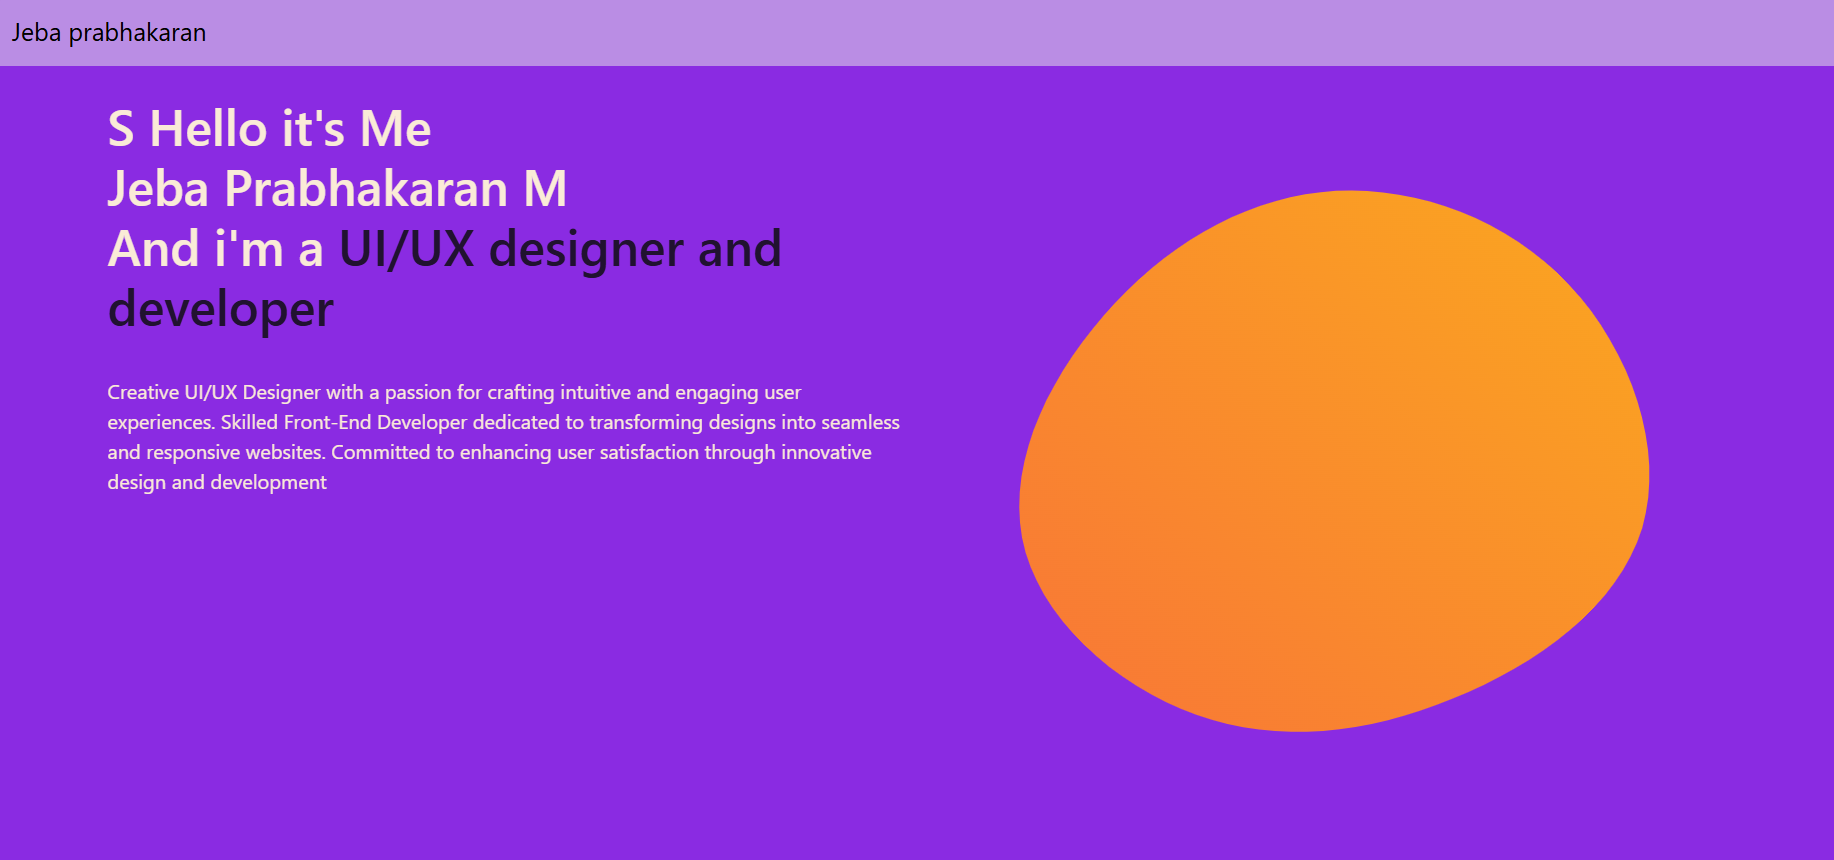 Jeba prabhakaran
S Hello it's Me
Jeba Prabhakaran M
And i'm a UI/UX designer and
developer
Creative UI/UX Designer with a passion for crafting intuitive and engaging user
experiences. Skilled Front-End Developer dedicated to transforming designs into seamless
and responsive websites. Committed to enhancing user satisfaction through innovative
design and development